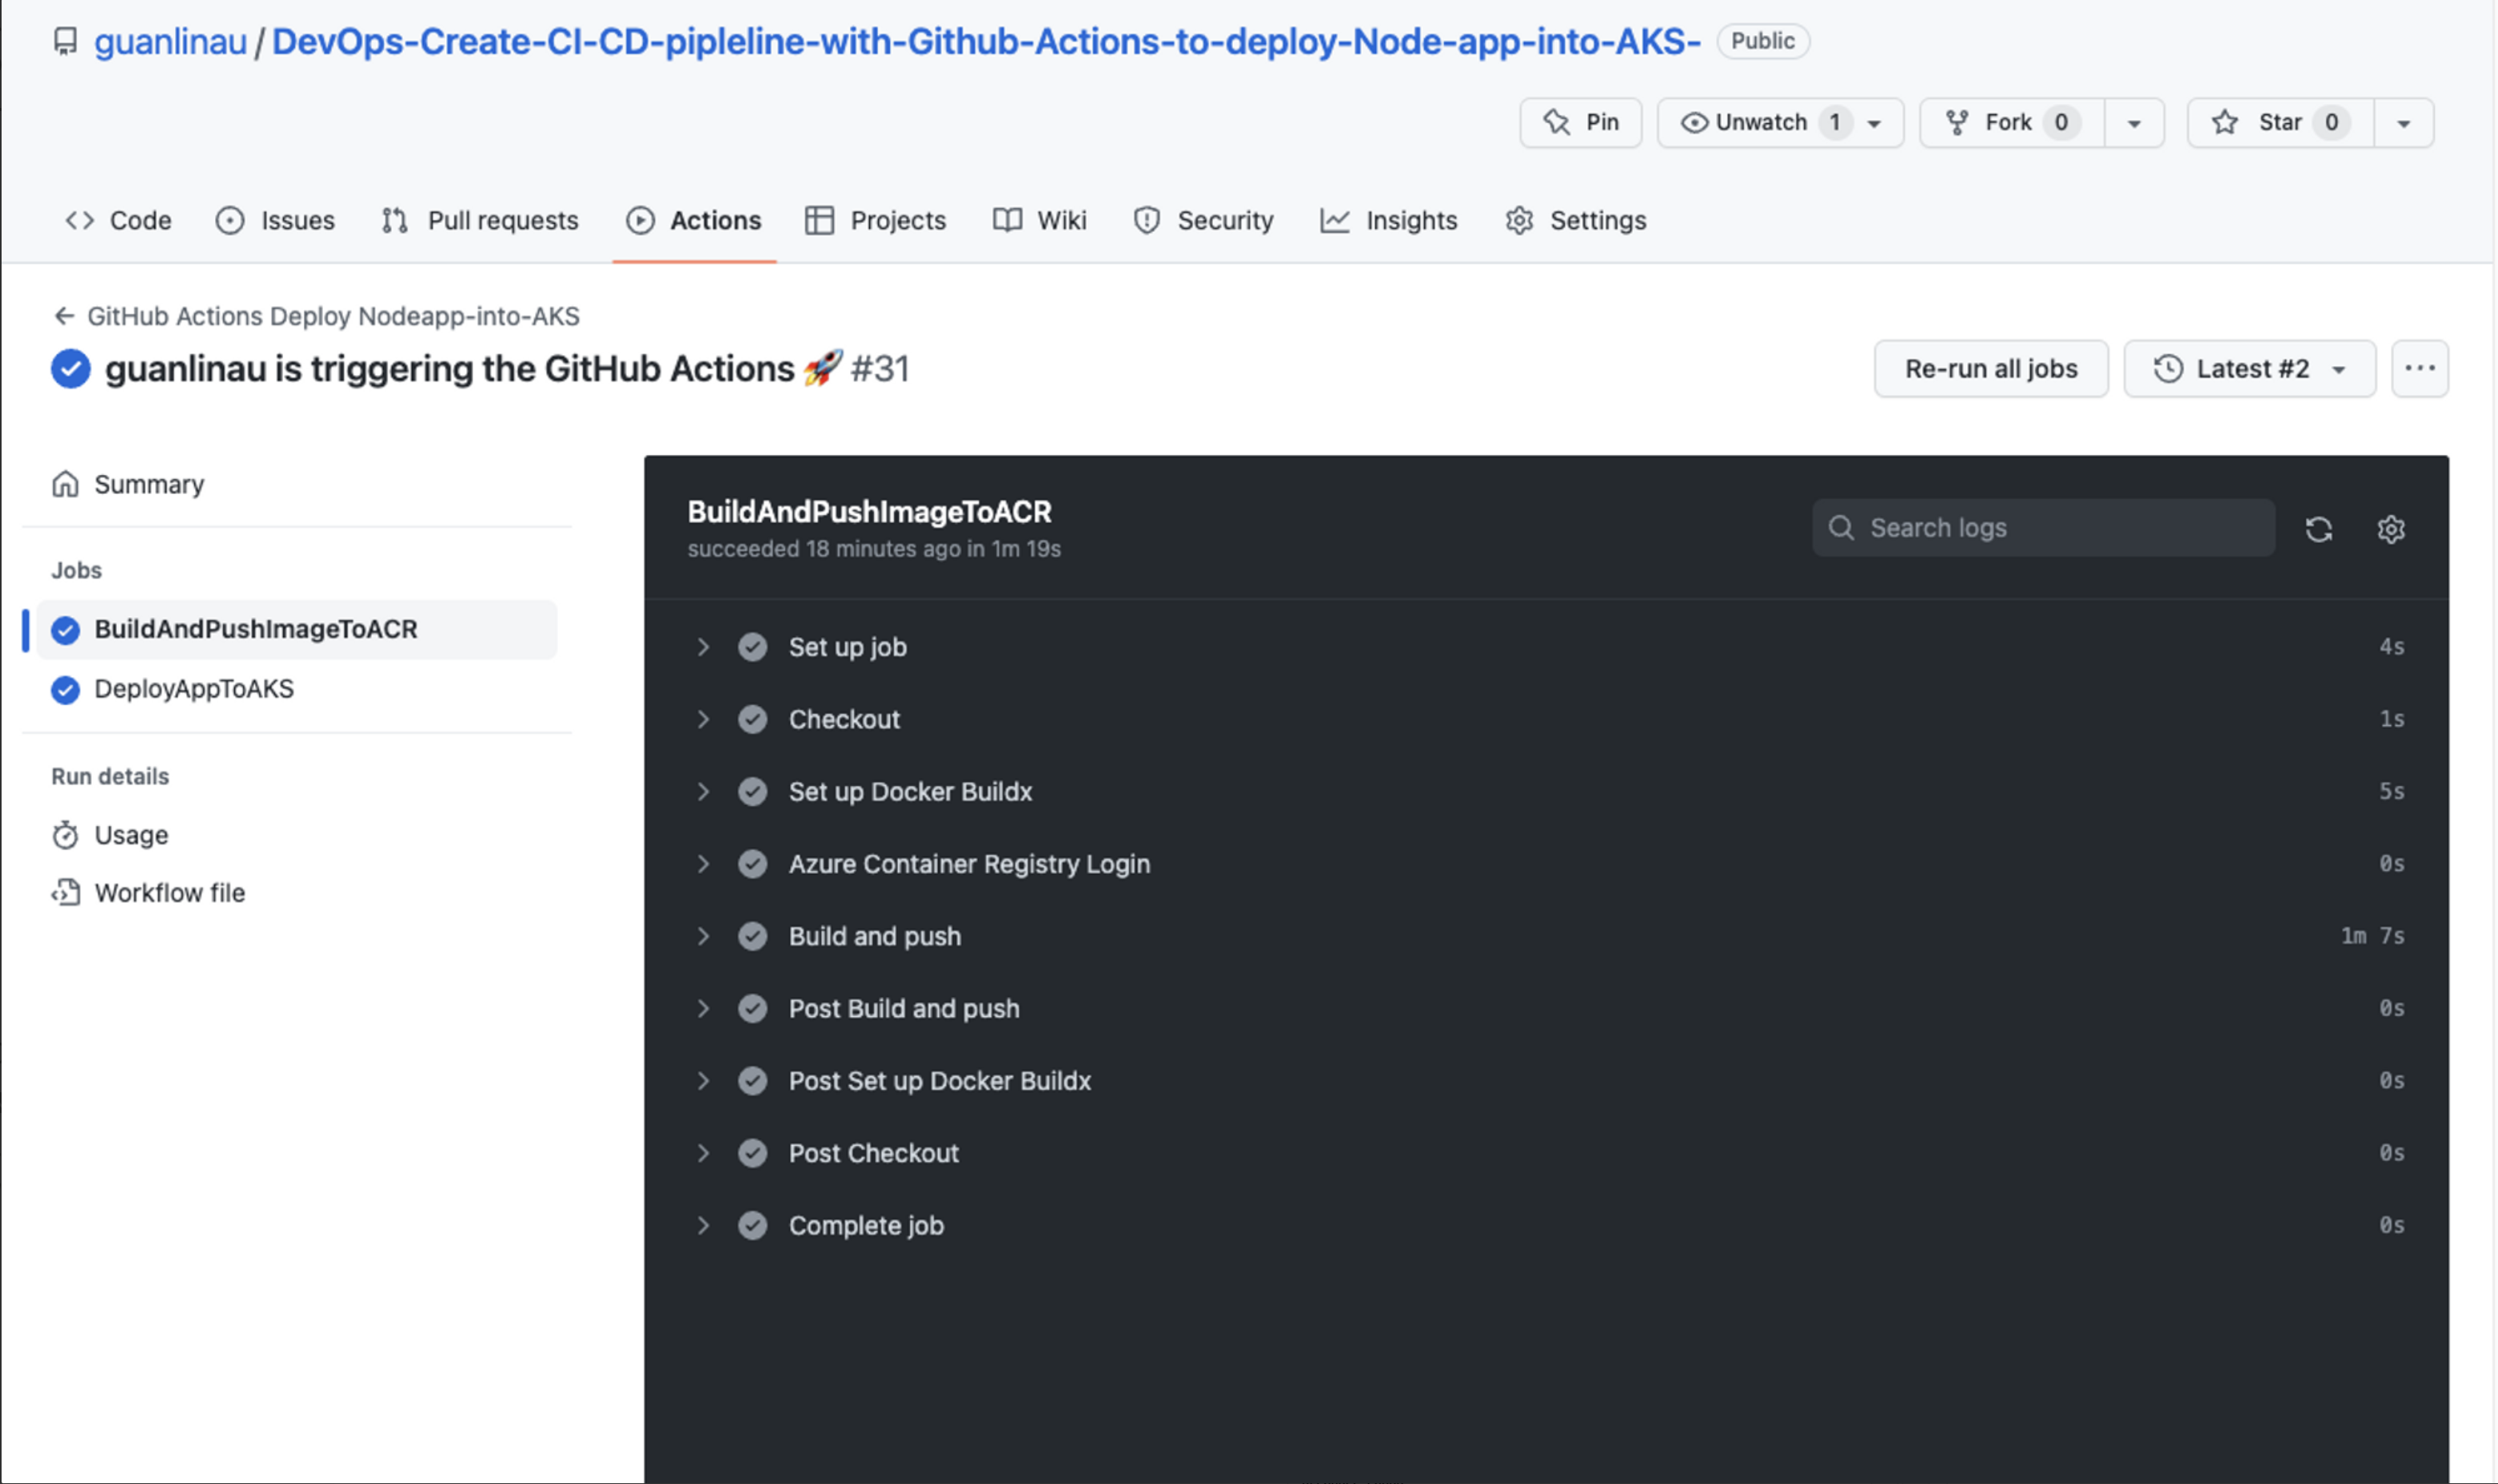 guanlinau / DevOps-Create-CI-CD-pipleline-with-Github-Actions-to-deploy-Node-app-into-AKS- Public
Pin Unwatch 1 Fork 0 Star 0
Code Issues Pull requests Actions Projects Wiki Security Insights Settings
← GitHub Actions Deploy Nodeapp-into-AKS
guanlinau is triggering the GitHub Actions 🚀 #31
Re-run all jobs Latest #2 ...
Summary
Jobs
BuildAndPushImageToACR
DeployAppToAKS
Run details
Usage
Workflow file
BuildAndPushImageToACR
succeeded 18 minutes ago in 1m 19s
Search logs
Set up job 4s
Checkout 1s
Set up Docker Buildx 5s
Azure Container Registry Login 0s
Build and push 1m 7s
Post Build and push 0s
Post Set up Docker Buildx 0s
Post Checkout 0s
Complete job 0s